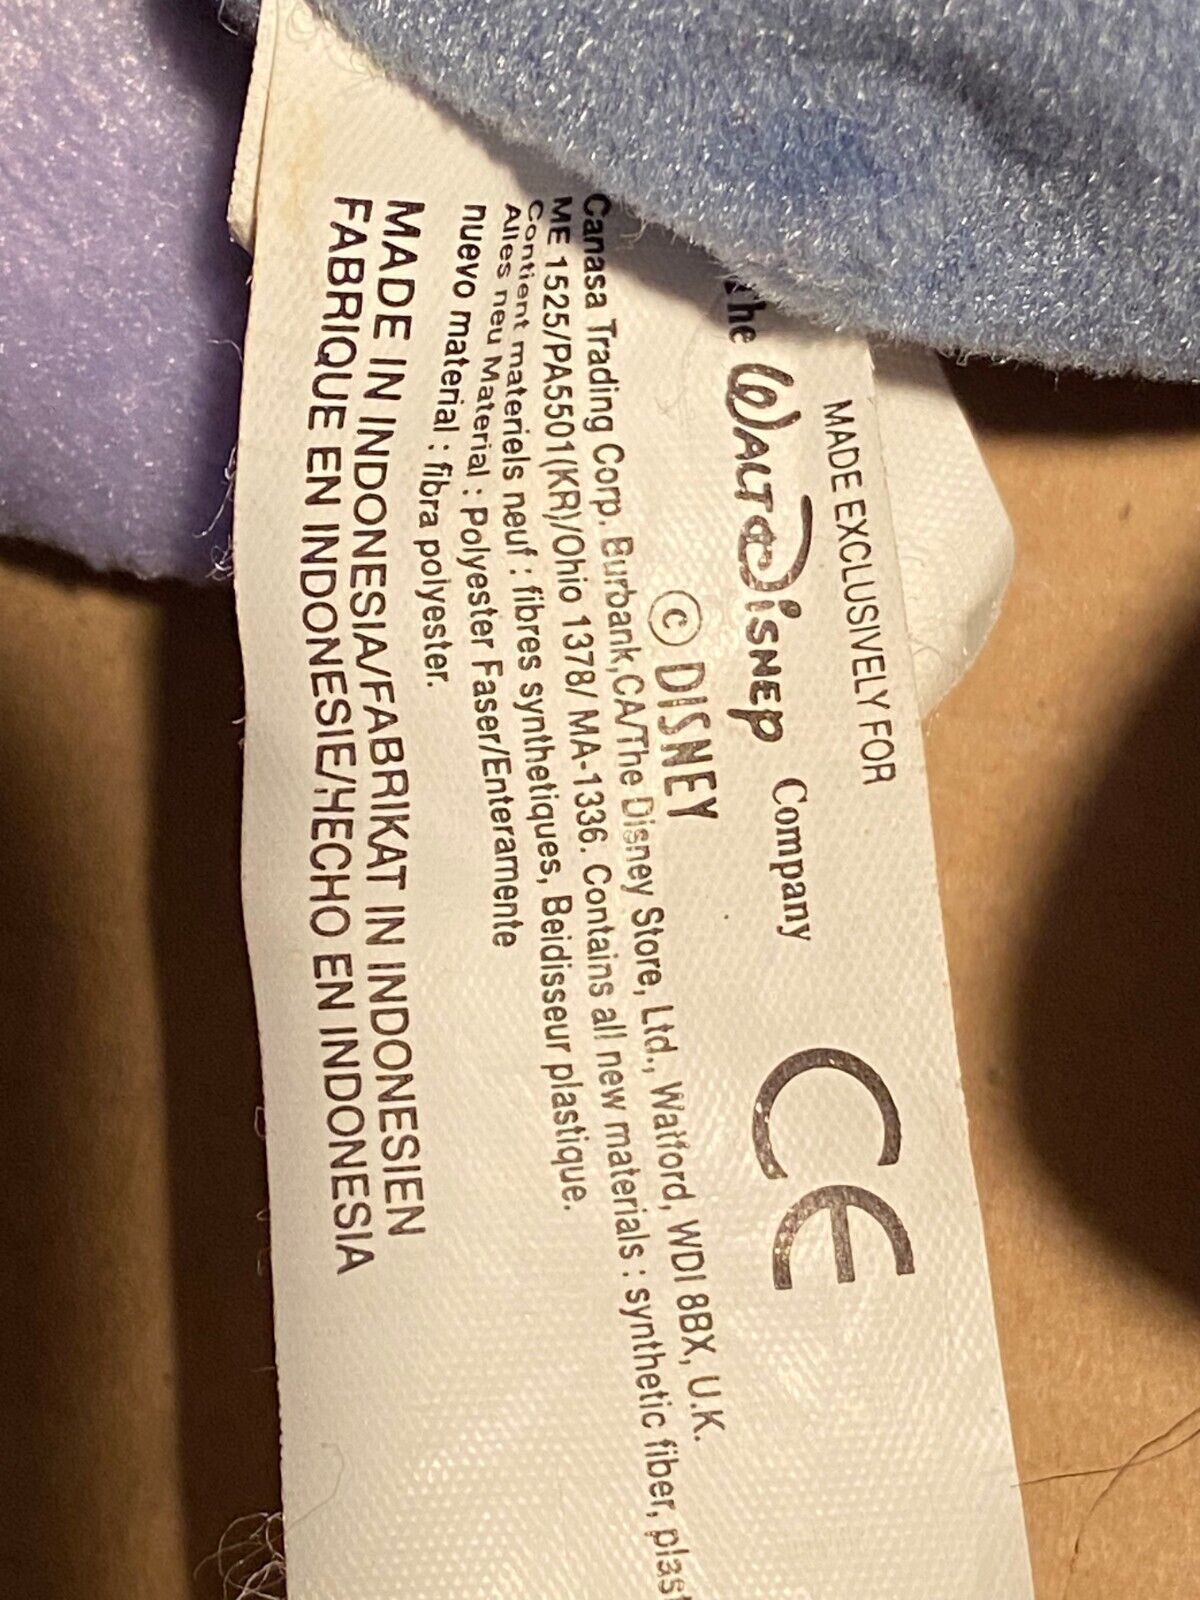 MADE EXCLUSIVELY FOR
The WALT DISNEY Company
CE
© DISNEY
Canasa Trading Corp. Burbank,CA/The Disney Store, Ltd., Watford, WDI 8BX, U.K.
ME 1525/PA5501(KR)/Ohio 1378/ MA-1336. Contains all new materials : synthetic fiber, plast
Contient materiels neuf : fibres synthetiques, Beidisseur plastique.
Alles neu Material : Polyester Faser/Enteramente
nuevo material : fibra polyester.
MADE IN INDONESIA/FABRIKAT IN INDONESIEN
FABRIQUE EN INDONESIE/HECHO EN INDONESIA